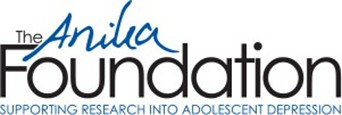 The Anika
Foundation
SUPPORTING RESEARCH INTO ADOLESCENT DEPRESSION